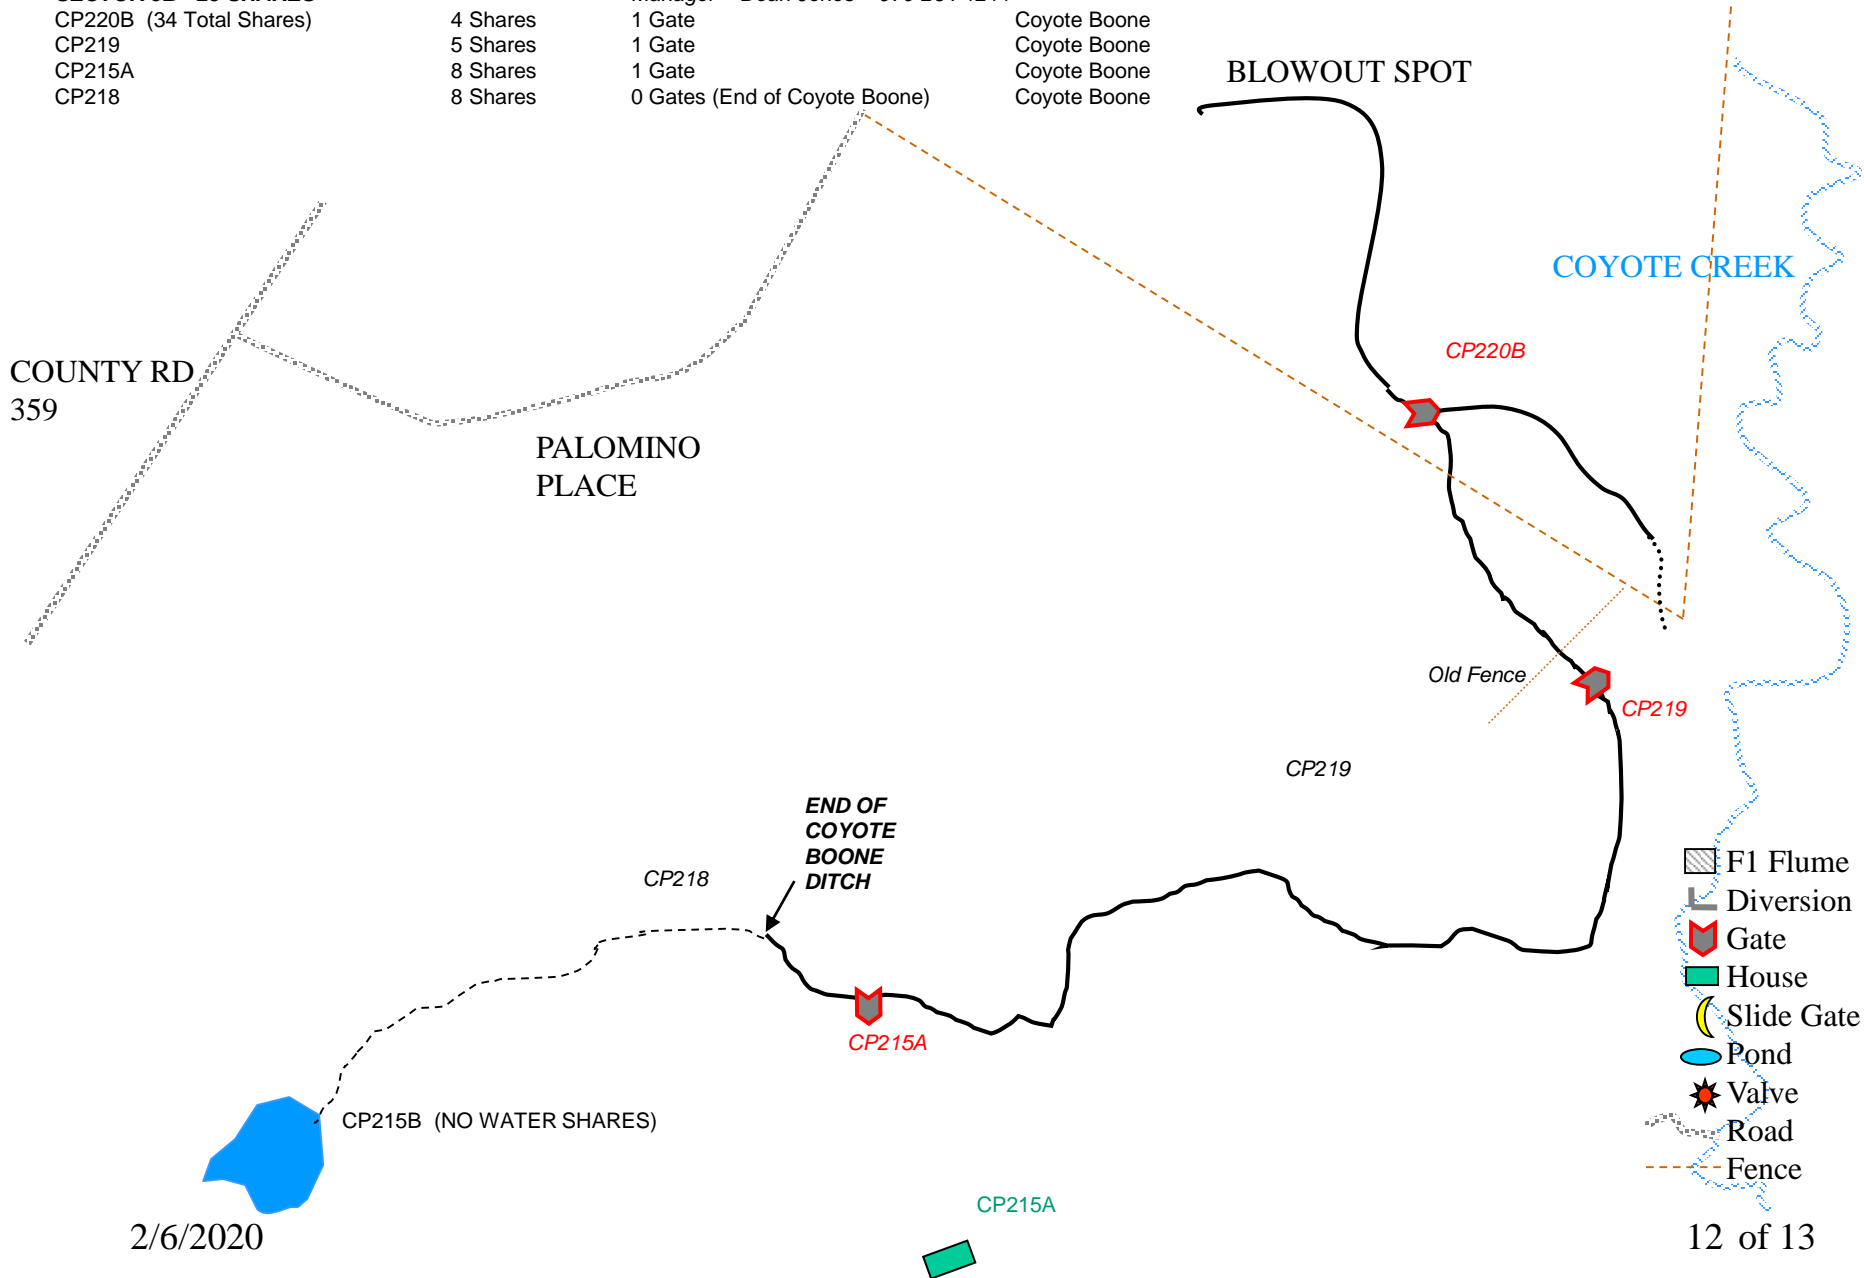 CP220B (34 Total Shares) 4 Shares 1 Gate Coyote Boone
CP219 5 Shares 1 Gate Coyote Boone
CP215A 8 Shares 1 Gate Coyote Boone
CP218 8 Shares 0 Gates (End of Coyote Boone) Coyote Boone
BLOWOUT SPOT
COYOTE CREEK
CP220B
COUNTY RD
359
PALOMINO
PLACE
Old Fence
CP219
CP219
END OF
COYOTE
BOONE
DITCH
CP218
CP215A
CP215B (NO WATER SHARES)
CP215A
F1 Flume
Diversion
Gate
House
Slide Gate
Pond
Valve
Road
Fence
2/6/2020
12 of 13